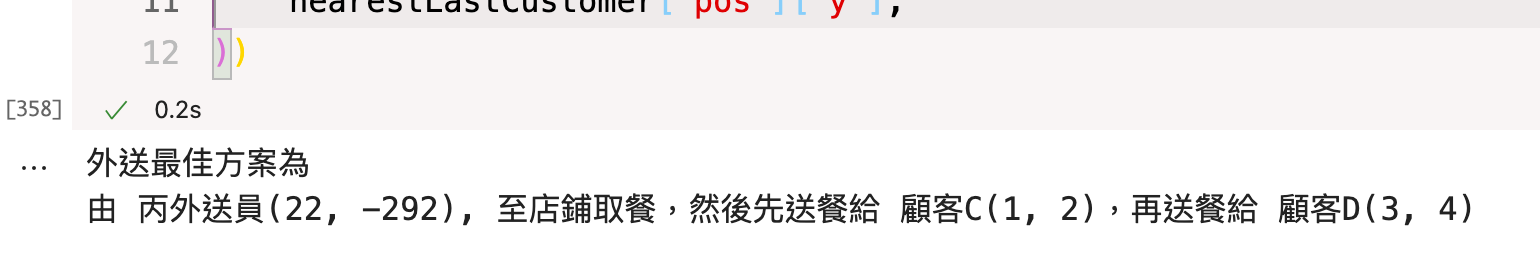 11 nearestLastCustomer['pos']['y'],
12 ))
[358] ✓ 0.2s
... 外送最佳方案為
由 丙外送員(22, -292), 至店鋪取餐，然後先送餐給 顧客C(1, 2)，再送餐給 顧客D(3, 4)